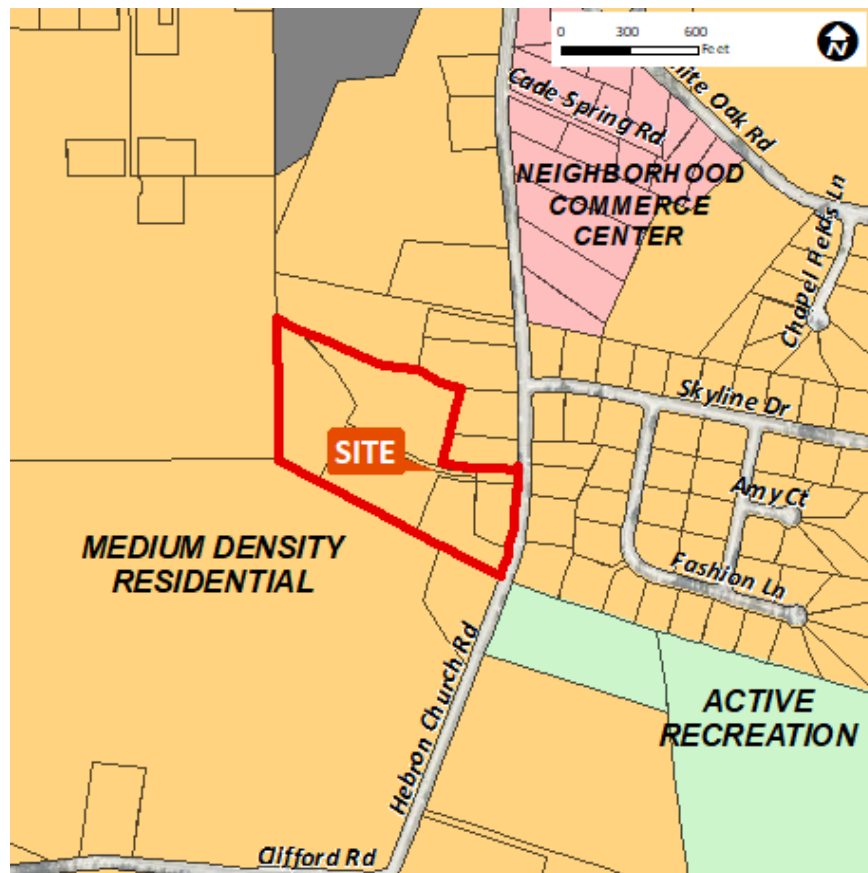 0 300 600
Feet
N
Cade Spring Rd
ite Oak Rd
NEIGHBORHOOD
COMMERCE
CENTER
Chapel Fields Ln
Skyline Dr
SITE
Amy Ct
MEDIUM DENSITY
RESIDENTIAL
Fashion Ln
Hebron Church Rd
ACTIVE
RECREATION
Clifford Rd